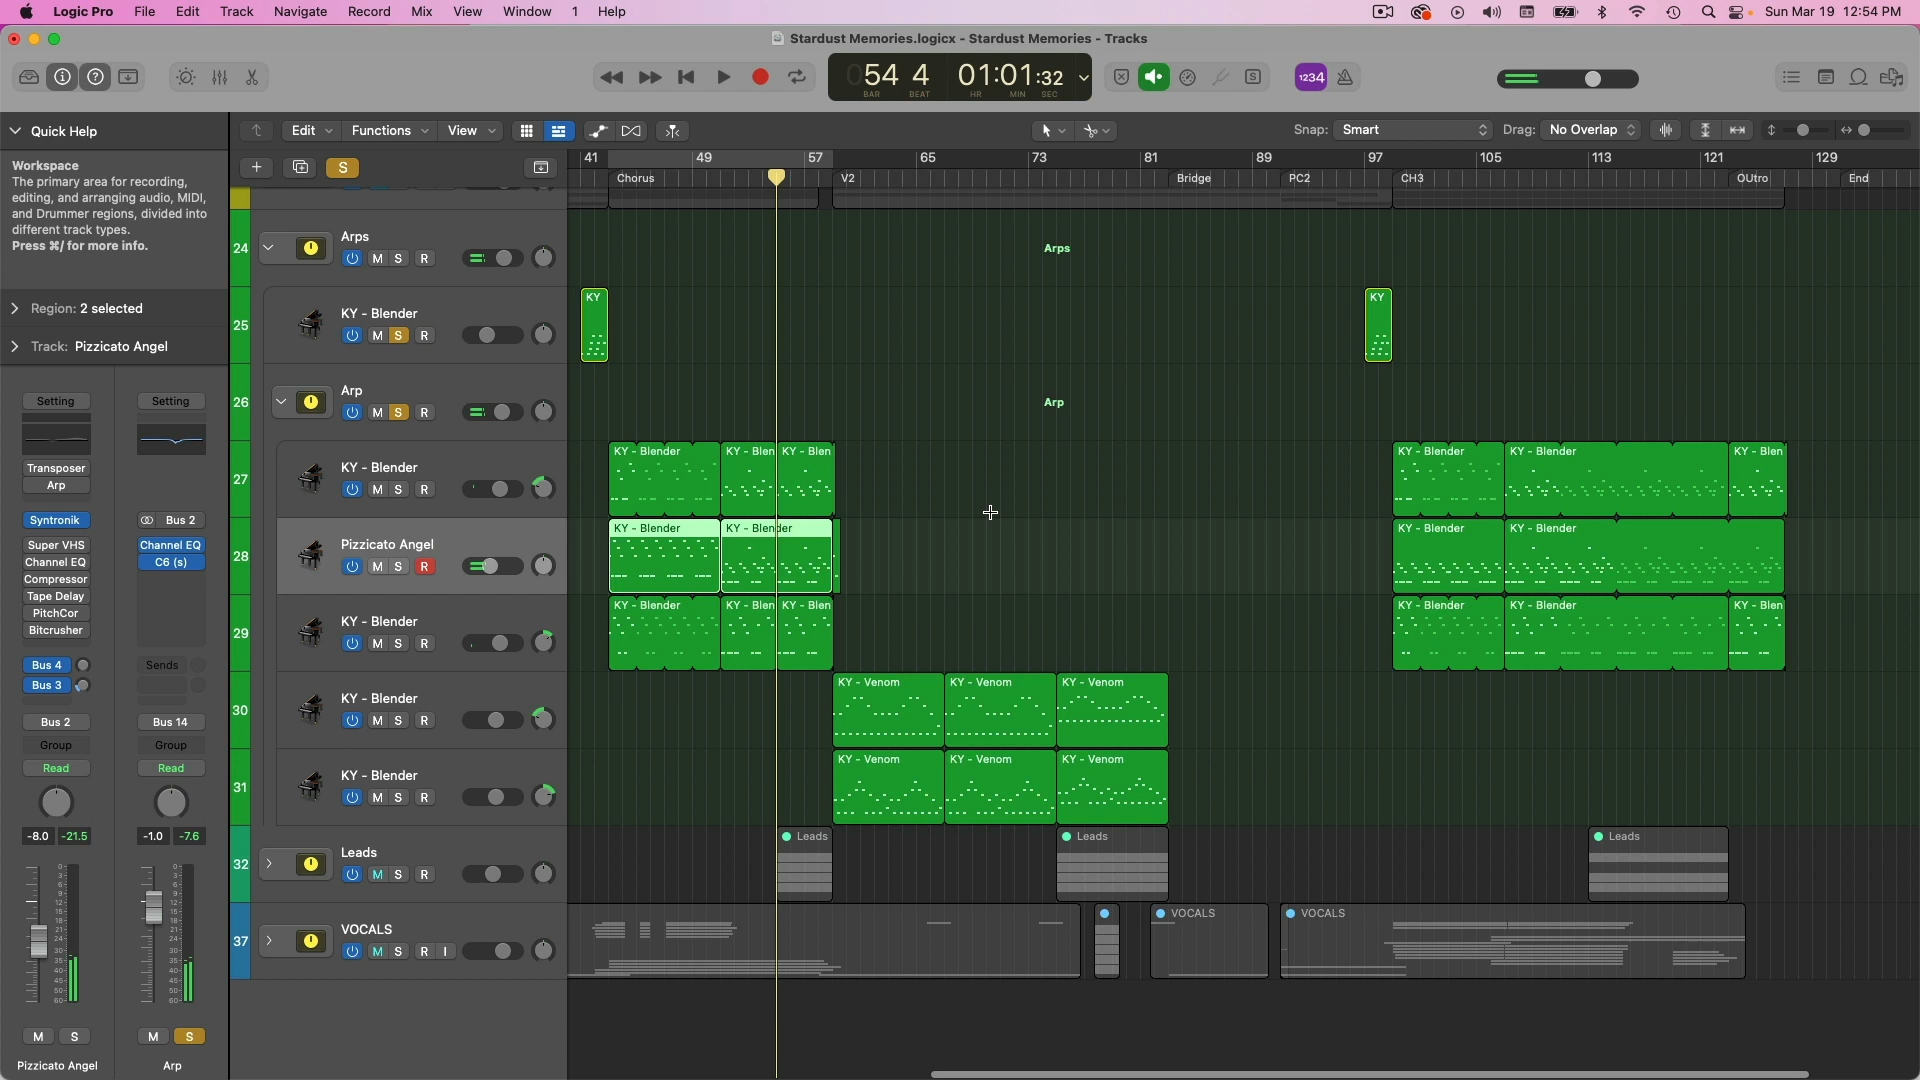 Logic Pro File Edit Track Navigate Record Mix View Window 1 Help Sun Mar 19 12:54 PM
Stardust Memories.logicx - Stardust Memories - Tracks
054 4 01:01:32
BAR BEAT HR MIN SEC
1234
S
Quick Help
Workspace
The primary area for recording,
editing, and arranging audio, MIDI,
and Drummer regions, divided into
different track types.
Press ⌘/ for more info.
Region: 2 selected
Track: Pizzicato Angel
Edit Functions View Snap: Smart Drag: No Overlap
S
41 49 57 65 73 81 89 97 105 113 121 129
Chorus V2 Bridge PC2 CH3 OUtro End
24 Arps
M S R
Arps
25 KY - Blender
M S R
KY KY
26 Arp
M S R
Arp
27 KY - Blender
M S R
KY - Blender KY - Blen KY - Blen KY - Blender KY - Blender KY - Blen
28 Pizzicato Angel
M S R
KY - Blender KY - Blender KY - Blender KY - Blender
29 KY - Blender
M S R
KY - Blender KY - Blen KY - Blen KY - Blender KY - Blender KY - Blen
30 KY - Blender
M S R
KY - Venom KY - Venom KY - Venom
31 KY - Blender
M S R
KY - Venom KY - Venom KY - Venom
32 Leads
M S R
Leads Leads Leads
37 VOCALS
M S R I
VOCALS VOCALS
Setting Setting
Transposer
Arp
Syntronik Bus 2
Super VHS Channel EQ
Channel EQ C6 (s)
Compressor
Tape Delay
PitchCor
Bitcrusher
Bus 4 Sends
Bus 3
Bus 2 Bus 14
Group Group
Read Read
-8.0 -21.5 -1.0 -7.6
M S M S
Pizzicato Angel Arp